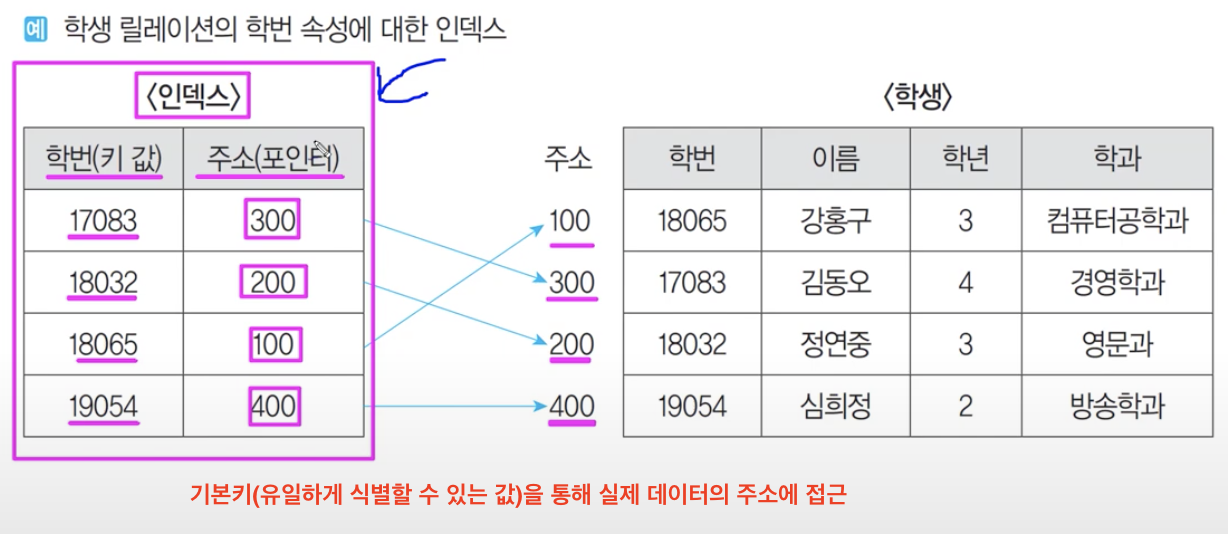 예 학생 릴레이션의 학번 속성에 대한 인덱스
<인덱스>
학번(키 값) 주소(포인터)
17083 300
18032 200
18065 100
19054 400
주소
100
300
200
400
<학생>
학번 이름 학년 학과
18065 강홍구 3 컴퓨터공학과
17083 김동오 4 경영학과
18032 정연중 3 영문과
19054 심희정 2 방송학과
기본키(유일하게 식별할 수 있는 값)을 통해 실제 데이터의 주소에 접근